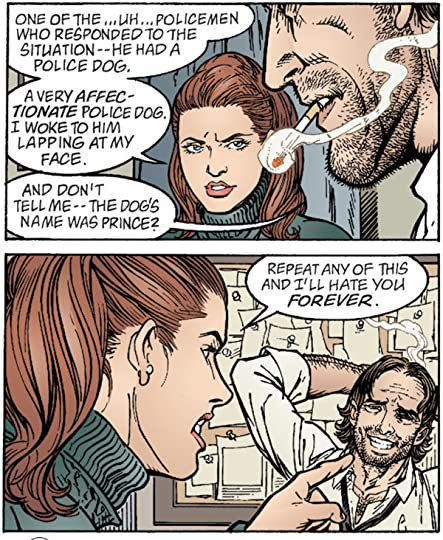 ONE OF THE ...UH... POLICEMEN
WHO RESPONDED TO THE
SITUATION--HE HAD A
POLICE DOG.
A VERY AFFEC-
TIONATE POLICE DOG.
I WOKE TO HIM
LAPPING AT MY
FACE.
AND DON'T
TELL ME-- THE DOG'S
NAME WAS PRINCE?
REPEAT ANY OF THIS
AND I'LL HATE YOU
FOREVER.